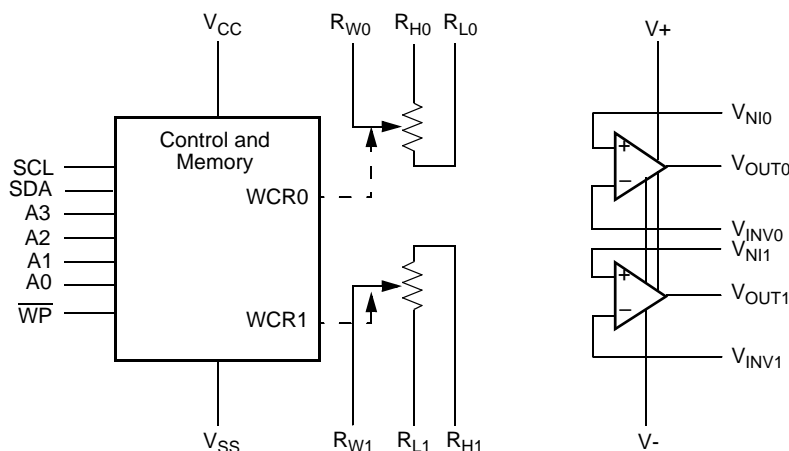 VCC
RW0 RH0 RL0
V+
Control and
Memory
SCL
SDA
A3
A2
A1
A0
WP
WCR0
WCR1
VNI0
+
VOUT0
−
VINV0
VNI1
+
VOUT1
−
VINV1
VSS
RW1 RL1 RH1
V-